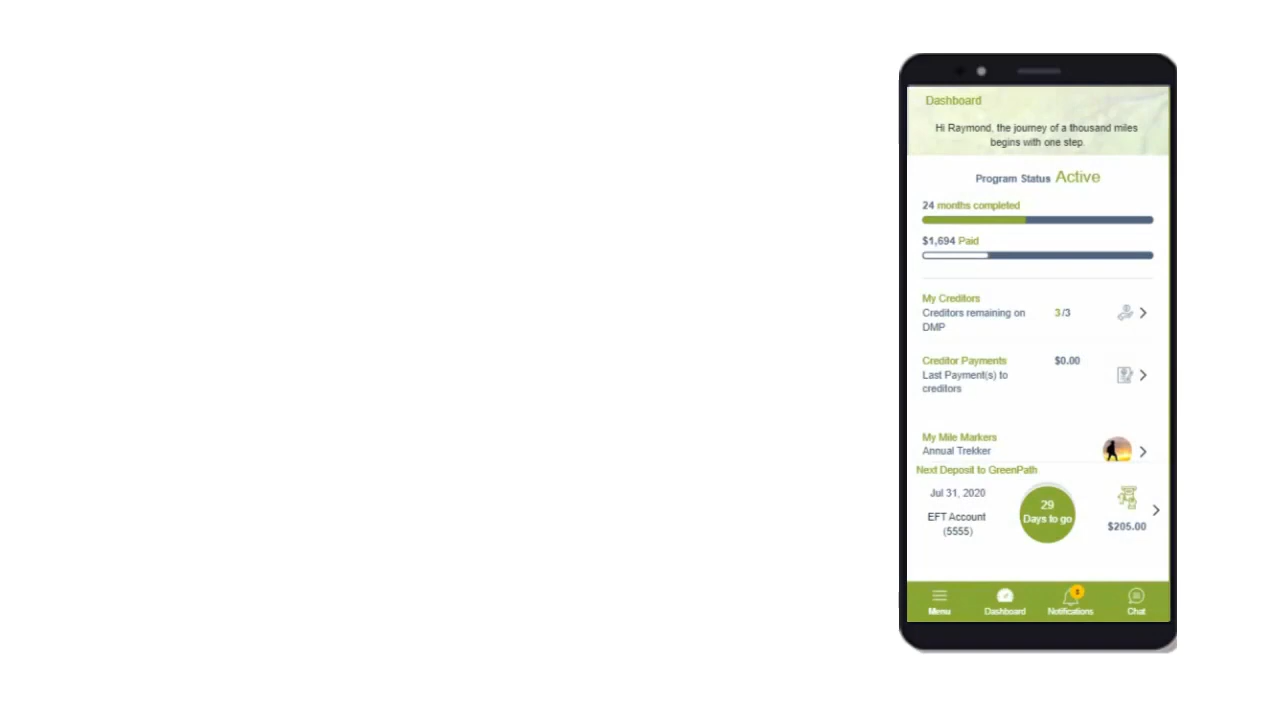 Dashboard
Hi Raymond, the journey of a thousand miles
begins with one step.
Program Status Active
24 months completed
$1,694 Paid
My Creditors
Creditors remaining on
DMP
3 /3
Creditor Payments
$0.00
Last Payment(s) to
creditors
My Mile Markers
Annual Trekker
Next Deposit to GreenPath
Jul 31, 2020
EFT Account
(5555)
29
Days to go
$205.00
Menu
Dashboard
Notifications
Chat